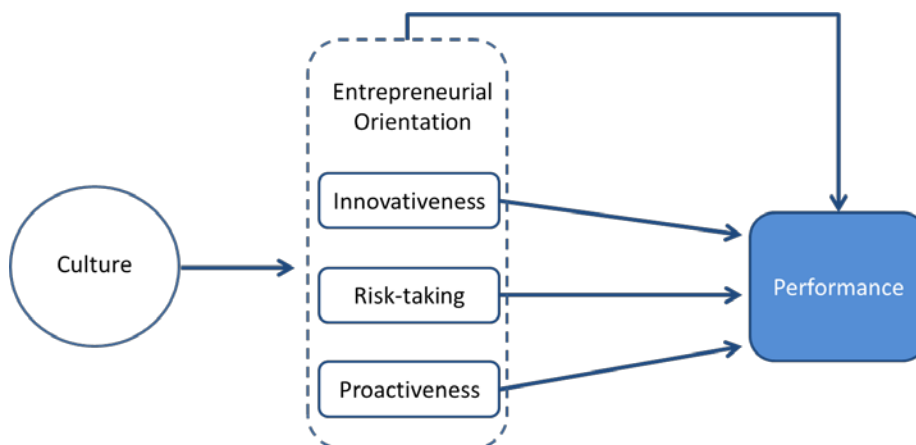 Entrepreneurial
Orientation
Innovativeness
Culture
Risk-taking
Performance
Proactiveness